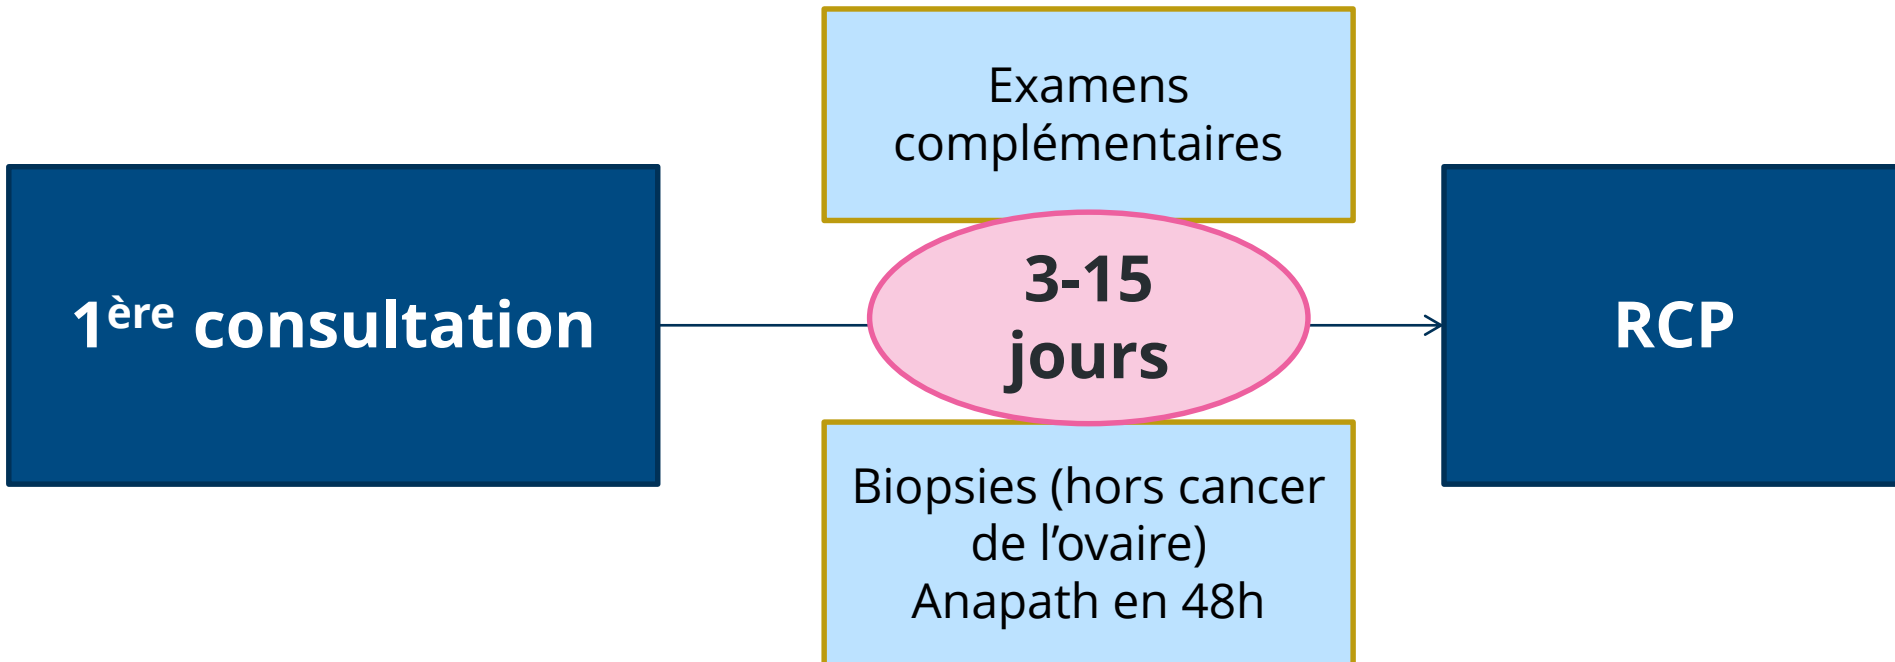 Examens
complémentaires
1ère consultation
3-15
jours
RCP
Biopsies (hors cancer
de l’ovaire)
Anapath en 48h